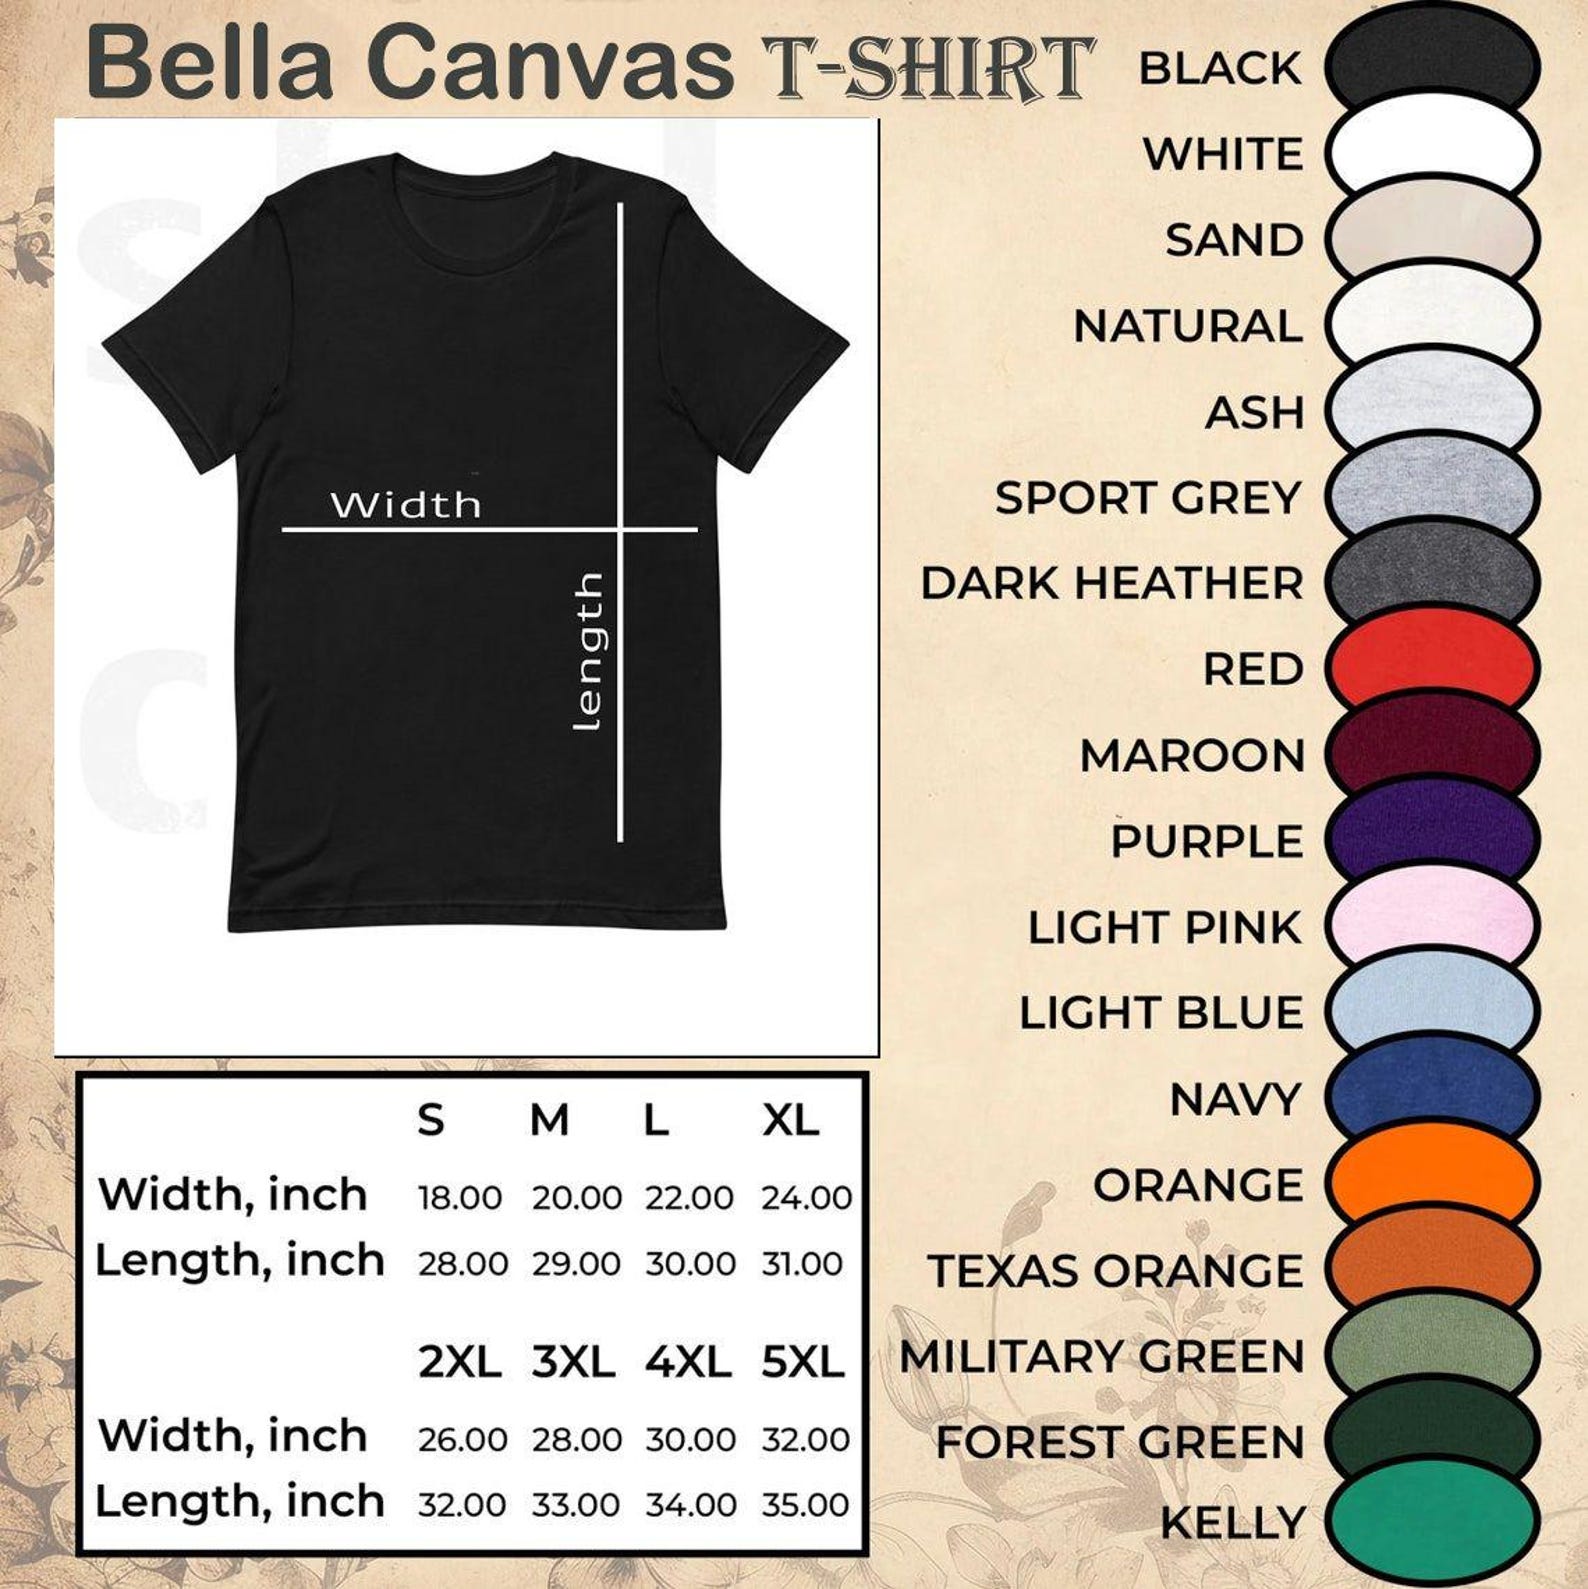 Bella Canvas T-SHIRT
Width
length
S M L XL
Width, inch 18.00 20.00 22.00 24.00
Length, inch 28.00 29.00 30.00 31.00
2XL 3XL 4XL 5XL
Width, inch 26.00 28.00 30.00 32.00
Length, inch 32.00 33.00 34.00 35.00
BLACK
WHITE
SAND
NATURAL
ASH
SPORT GREY
DARK HEATHER
RED
MAROON
PURPLE
LIGHT PINK
LIGHT BLUE
NAVY
ORANGE
TEXAS ORANGE
MILITARY GREEN
FOREST GREEN
KELLY